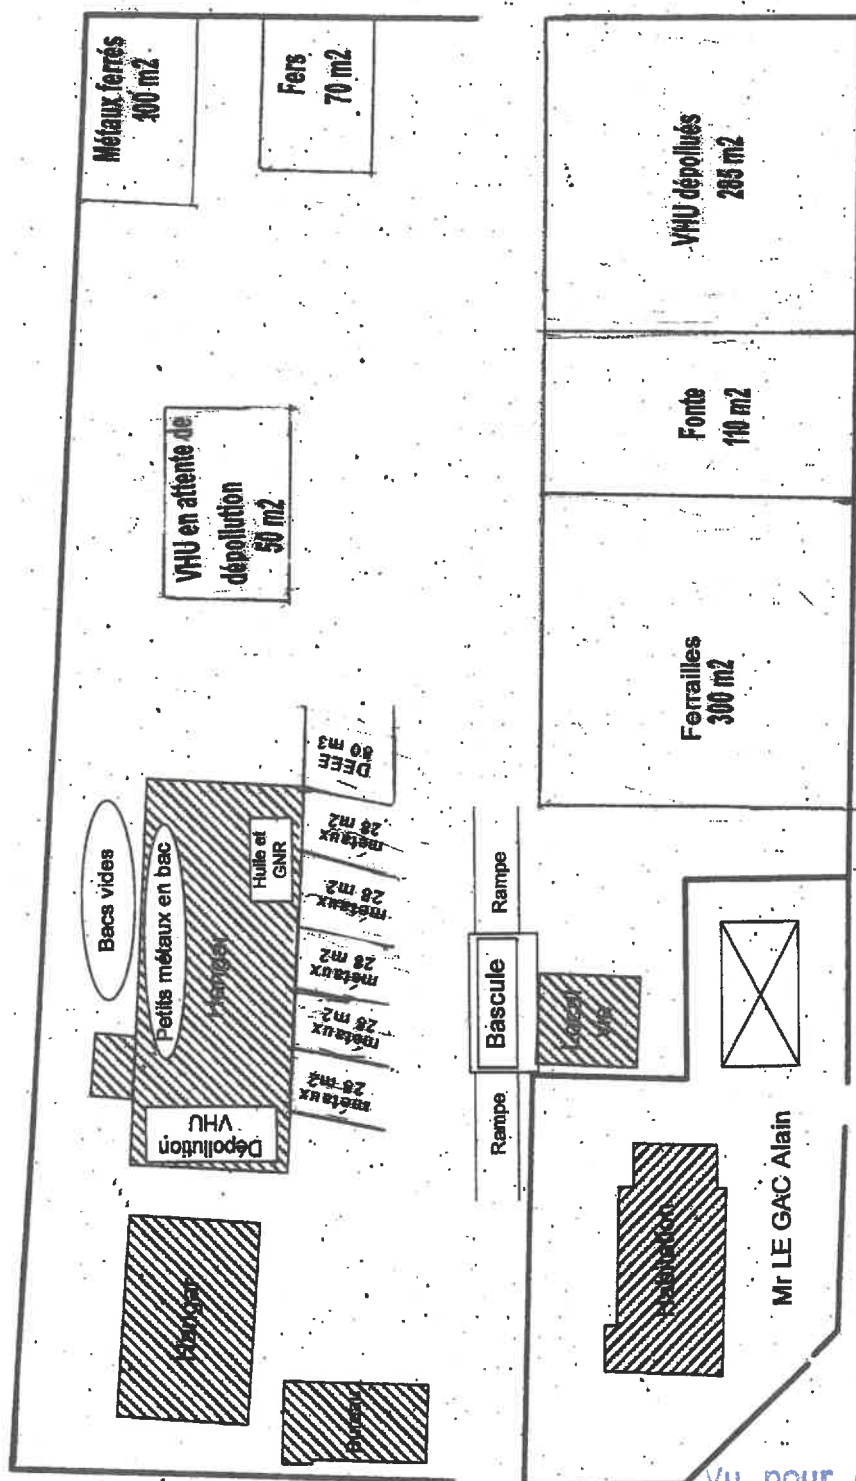 Métaux ferrés
100 m2
Fers
70 m2
VHU en attente de
dépollution
50 m2
VHU dépollués
285 m2
Fonte
110 m2
Ferrailles
300 m2
Bacs vides
Petits métaux en bac
Hangar
Huile et
GNR
Dépollution
VHU
DEEE
80 m3
métaux
28 m2
métaux
28 m2
métaux
28 m2
métaux
28 m2
métaux
28 m2
Rampe
Bascule
Rampe
Local
VIS
Hangar
Bureau
Habitation
Mr LE GAC Alain
Vu pour